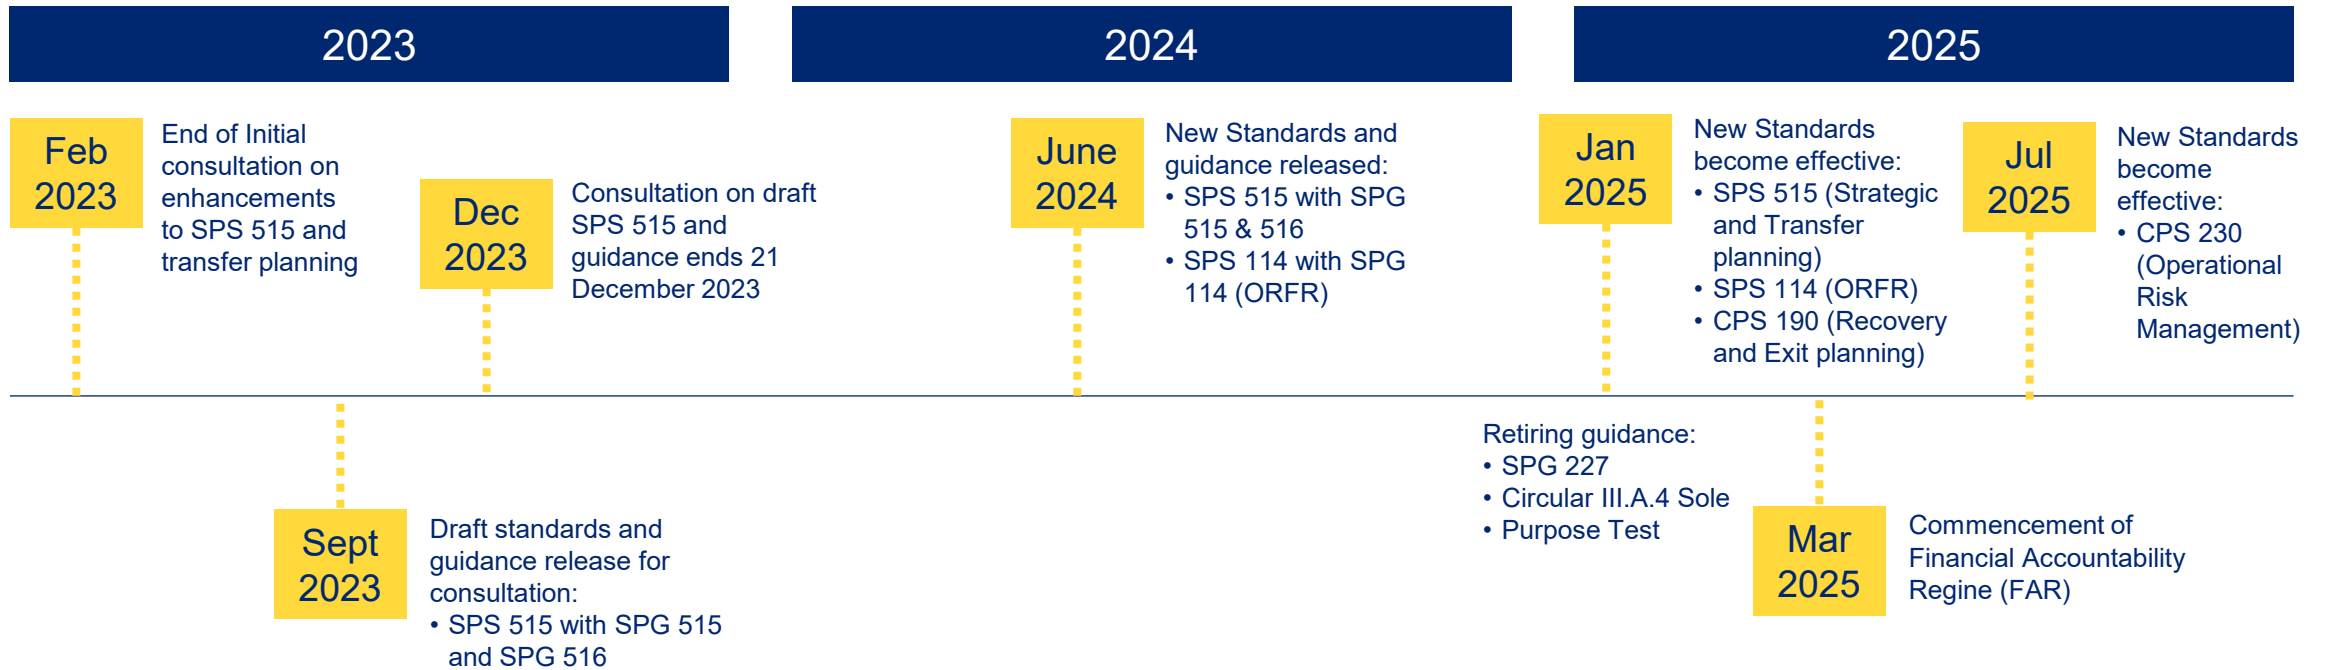 2023
2024
2025
Feb
2023
End of Initial
consultation on
enhancements
to SPS 515 and
transfer planning
Dec
2023
Consultation on draft
SPS 515 and
guidance ends 21
December 2023
June
2024
New Standards and
guidance released:
• SPS 515 with SPG
515 & 516
• SPS 114 with SPG
114 (ORFR)
Jan
2025
New Standards
become effective:
• SPS 515 (Strategic
and Transfer
planning)
• SPS 114 (ORFR)
• CPS 190 (Recovery
and Exit planning)
Jul
2025
New Standards
become
effective:
• CPS 230
(Operational
Risk
Management)
Sept
2023
Draft standards and
guidance release for
consultation:
• SPS 515 with SPG 515
and SPG 516
Retiring guidance:
• SPG 227
• Circular III.A.4 Sole
• Purpose Test
Mar
2025
Commencement of
Financial Accountability
Regine (FAR)